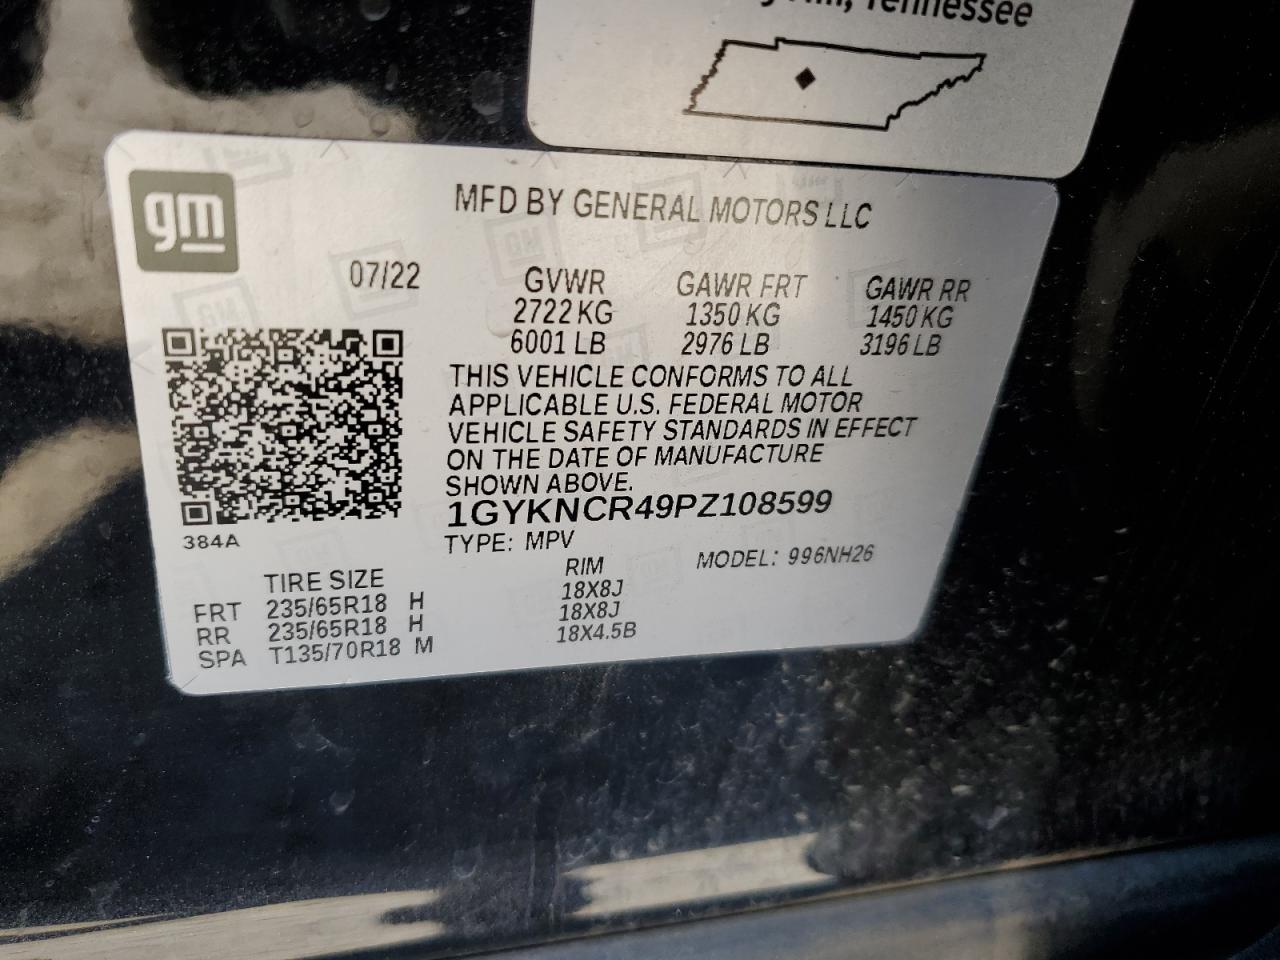 Tennessee
gm
MFD BY GENERAL MOTORS LLC
07/22 GVWR GAWR FRT GAWR RR
2722 KG 1350 KG 1450 KG
6001 LB 2976 LB 3196 LB
THIS VEHICLE CONFORMS TO ALL
APPLICABLE U.S. FEDERAL MOTOR
VEHICLE SAFETY STANDARDS IN EFFECT
ON THE DATE OF MANUFACTURE
SHOWN ABOVE.
1GYKNCR49PZ108599
384A
TYPE: MPV MODEL: 996NH26
TIRE SIZE RIM
FRT 235/65R18 H 18X8J
RR 235/65R18 H 18X8J
SPA T135/70R18 M 18X4.5B